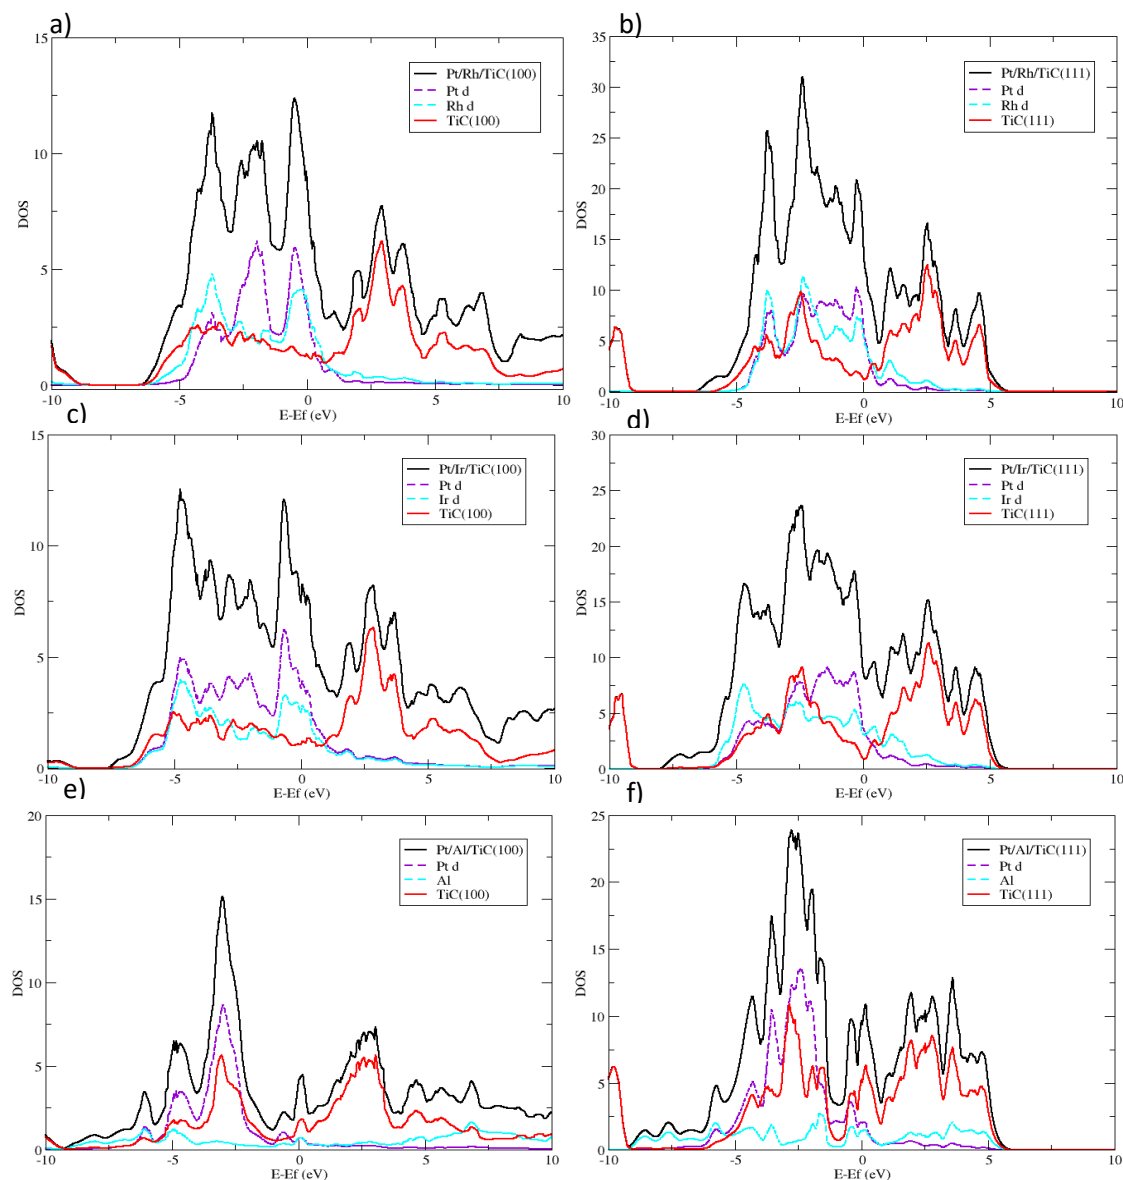 a)
15
10
5
0
DOS
Pt/Rh/TiC(100)
Pt d
Rh d
TiC(100)
-10
-5
0
5
10
E-Ef (eV)
b)
35
30
25
20
15
10
5
0
DOS
Pt/Rh/TiC(111)
Pt d
Rh d
TiC(111)
-10
-5
0
5
10
E-Ef (eV)
c)
15
10
5
0
DOS
Pt/Ir/TiC(100)
Pt d
Ir d
TiC(100)
-10
-5
0
5
10
E-Ef (eV)
d)
30
25
20
15
10
5
0
DOS
Pt/Ir/TiC(111)
Pt d
Ir d
TiC(111)
-10
-5
0
5
10
E-Ef (eV)
e)
20
15
10
5
0
DOS
Pt/Al/TiC(100)
Pt d
Al
TiC(100)
-10
-5
0
5
10
E-Ef (eV)
f)
25
20
15
10
5
0
DOS
Pt/Al/TiC(111)
Pt d
Al
TiC(111)
-10
-5
0
5
10
E-Ef (eV)